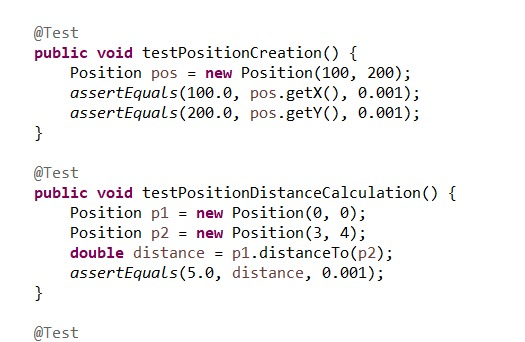 @Test
public void testPositionCreation() {
    Position pos = new Position(100, 200);
    assertEquals(100.0, pos.getX(), 0.001);
    assertEquals(200.0, pos.getY(), 0.001);
}
@Test
public void testPositionDistanceCalculation() {
    Position p1 = new Position(0, 0);
    Position p2 = new Position(3, 4);
    double distance = p1.distanceTo(p2);
    assertEquals(5.0, distance, 0.001);
}
@Test